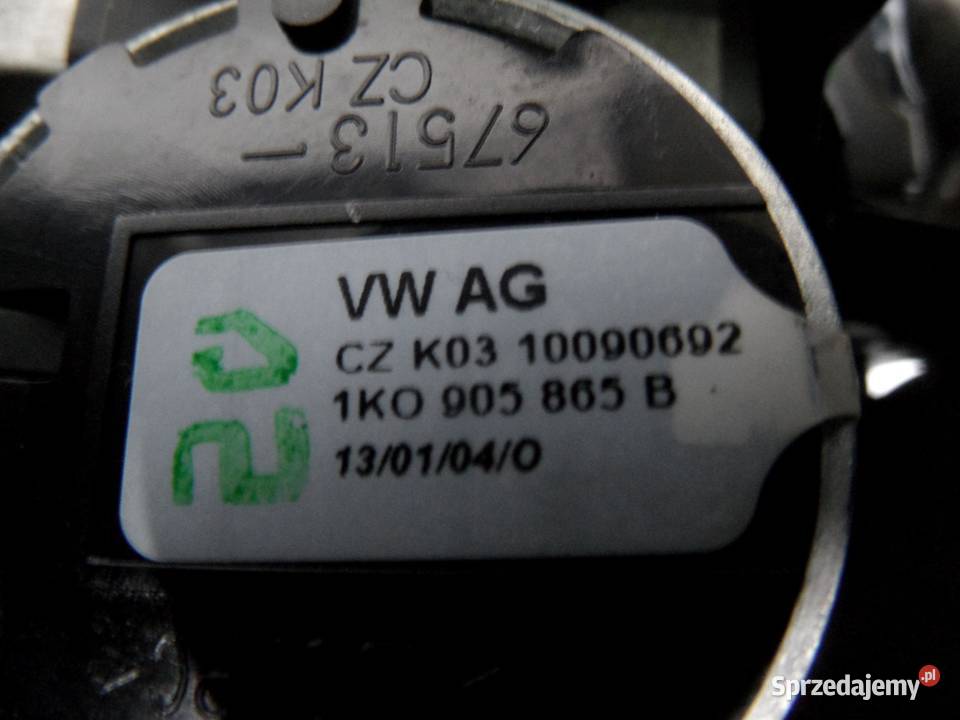 67513-
CZ K03
VW AG
CZ K03 10090692
1KO 905 865 B
13/01/04/O
Sprzedajemy.pl